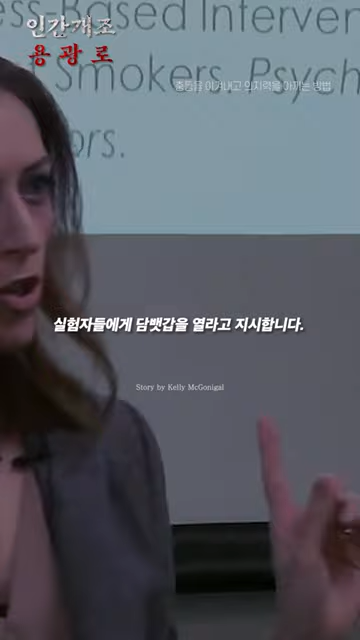 ess-Based Interven
인간개조
용광로
Smokers. Psych
충동을 이겨내고 의지력을 아끼는 방법
ors.
실험자들에게 담뱃갑을 열라고 지시합니다.
Story by Kelly McGonigal